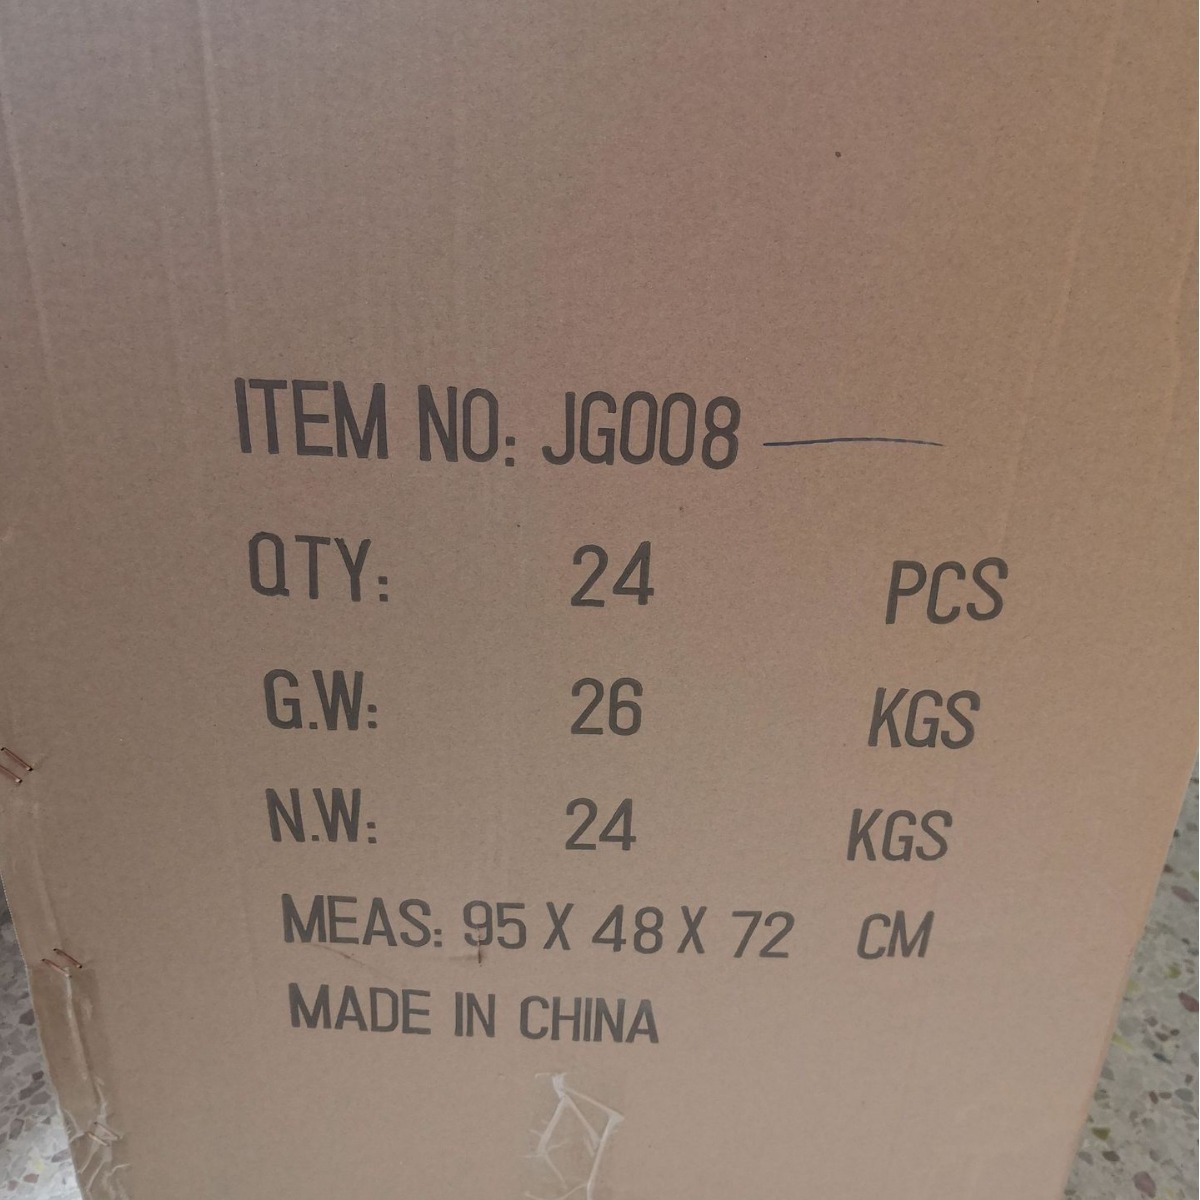 ITEM NO: JG008
QTY: 24 PCS
G.W: 26 KGS
N.W: 24 KGS
MEAS: 95 X 48 X 72 CM
MADE IN CHINA